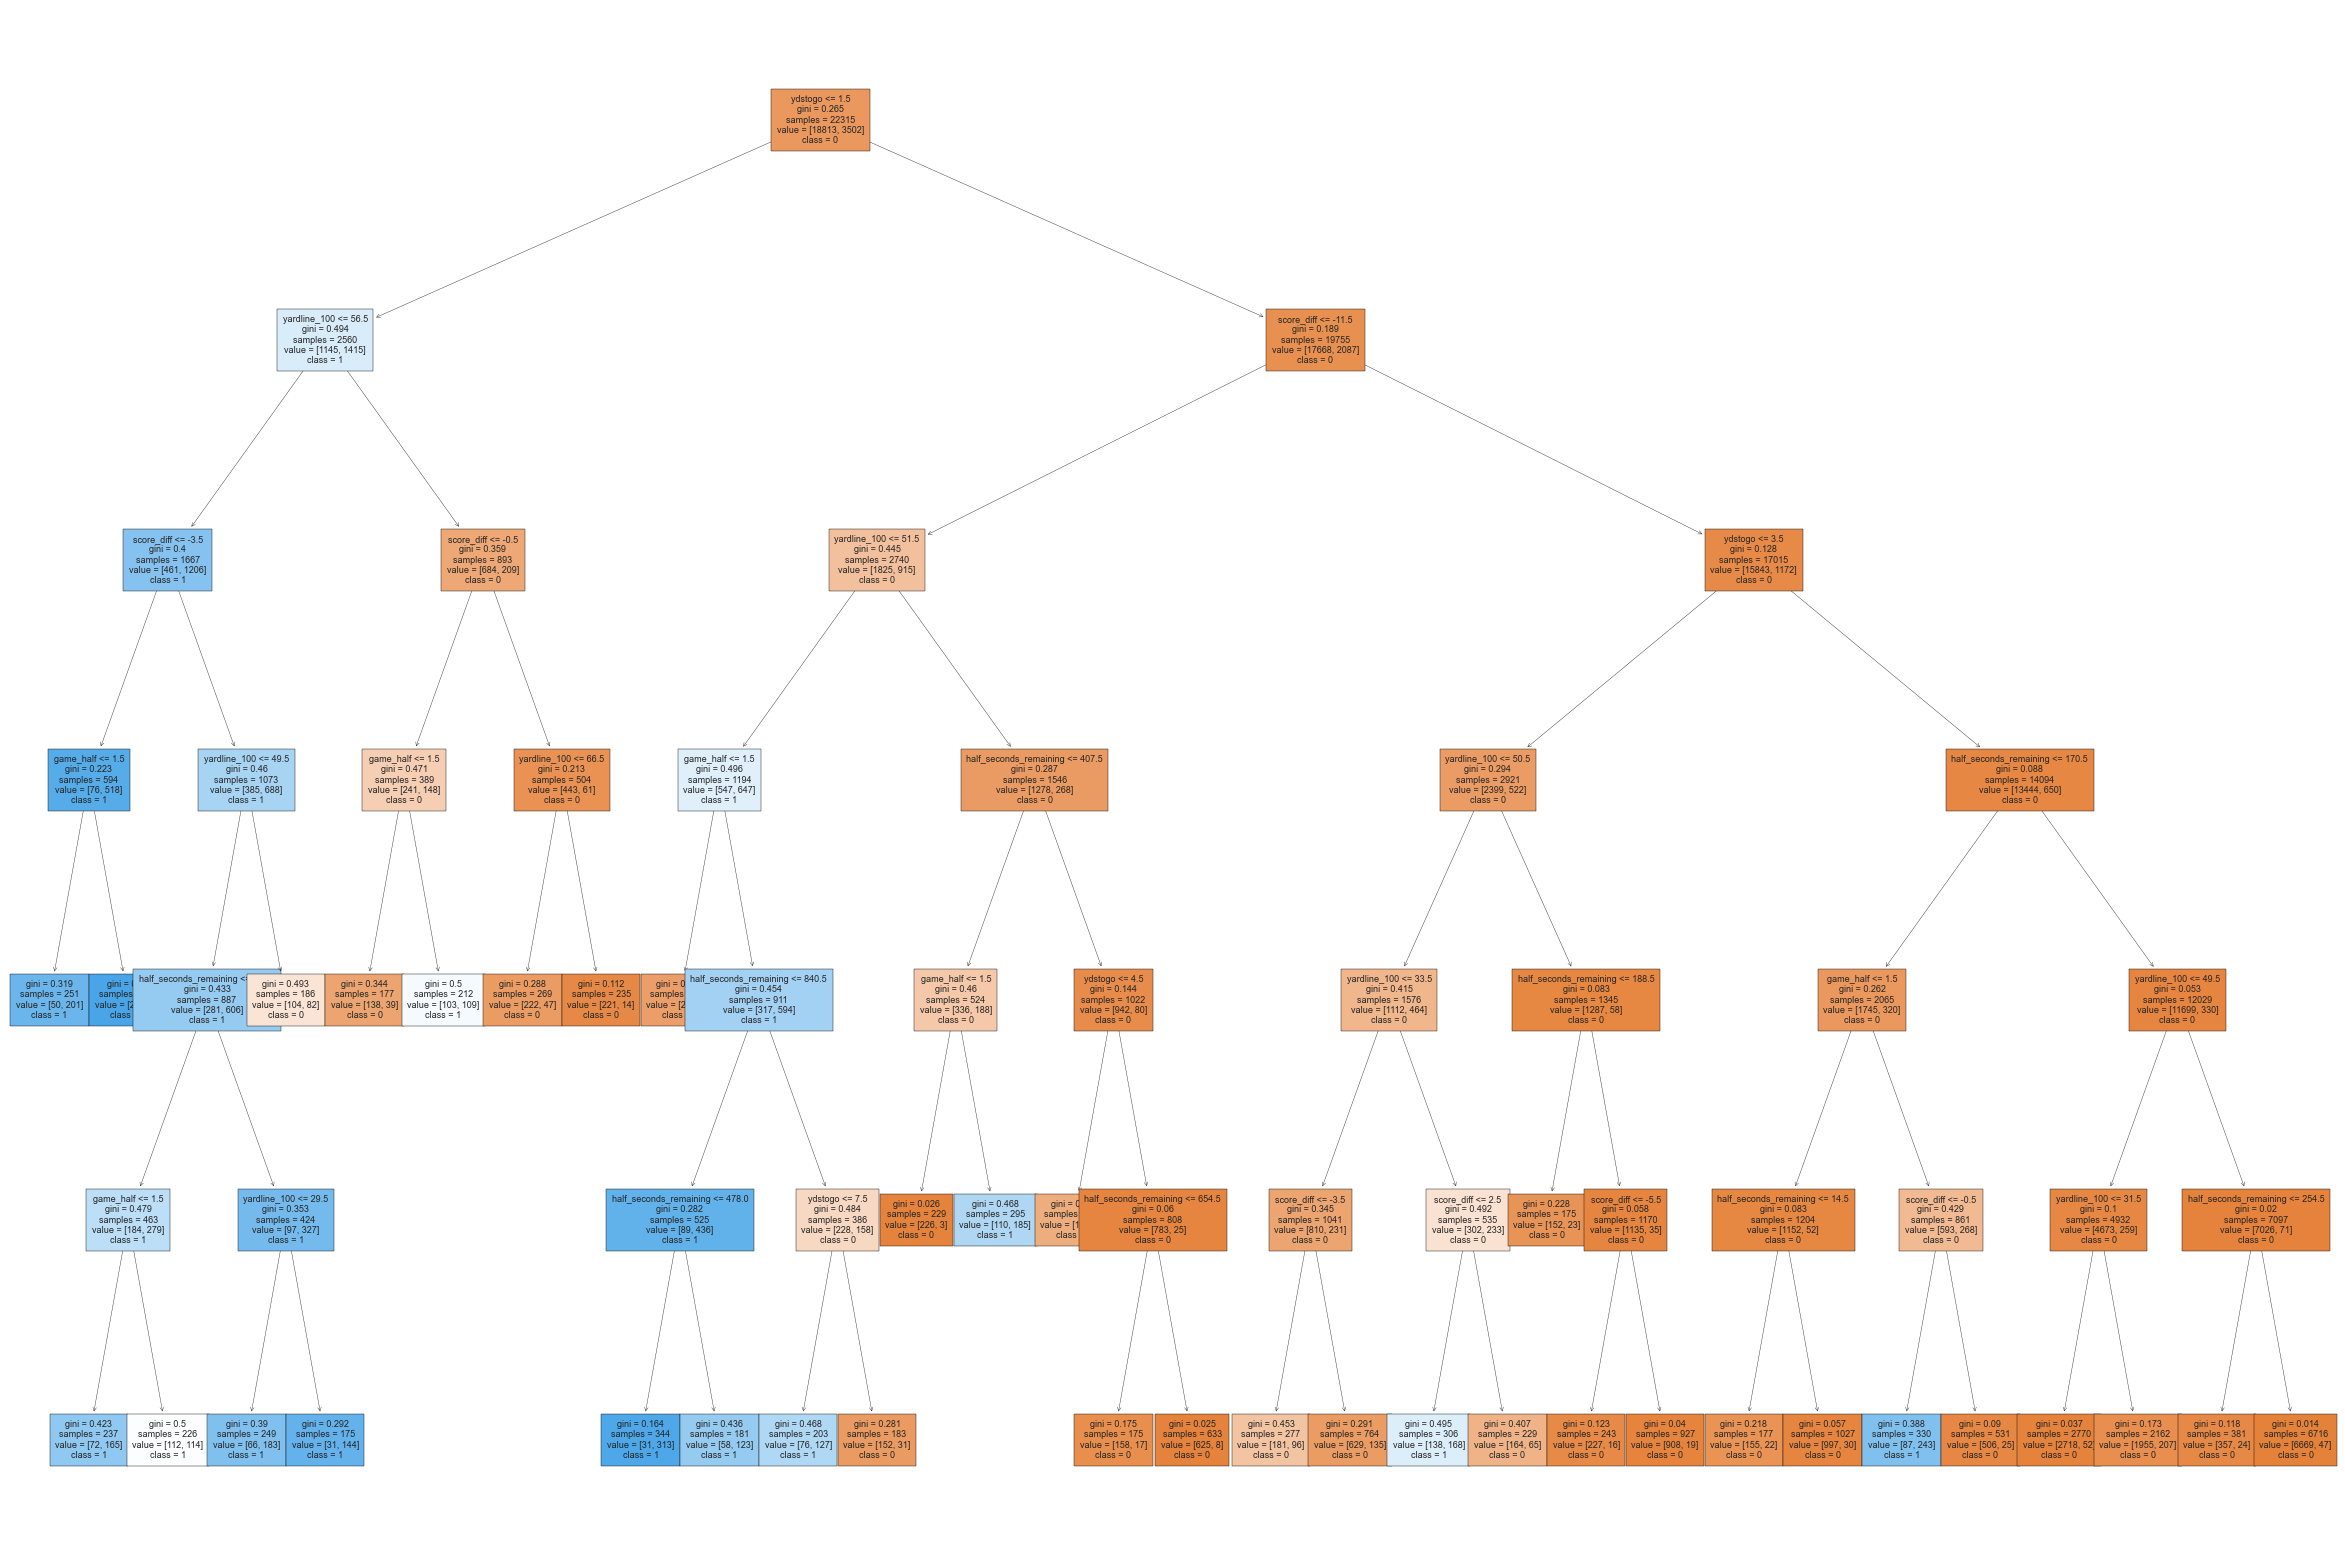 ydstogo <= 1.5
gini = 0.265
samples = 22315
value = [18813, 3502]
class = 0
yardline_100 <= 56.5
gini = 0.494
samples = 2560
value = [1145, 1415]
class = 1
score_diff <= -11.5
gini = 0.189
samples = 19755
value = [17668, 2087]
class = 0
score_diff <= -3.5
gini = 0.4
samples = 1667
value = [461, 1206]
class = 1
score_diff <= -0.5
gini = 0.359
samples = 893
value = [684, 209]
class = 0
yardline_100 <= 51.5
gini = 0.445
samples = 2740
value = [1825, 915]
class = 0
ydstogo <= 3.5
gini = 0.128
samples = 17015
value = [15843, 1172]
class = 0
game_half <= 1.5
gini = 0.223
samples = 594
value = [76, 518]
class = 1
yardline_100 <= 49.5
gini = 0.46
samples = 1073
value = [385, 688]
class = 1
game_half <= 1.5
gini = 0.471
samples = 389
value = [241, 148]
class = 0
yardline_100 <= 66.5
gini = 0.213
samples = 504
value = [443, 61]
class = 0
game_half <= 1.5
gini = 0.496
samples = 1194
value = [547, 647]
class = 1
half_seconds_remaining <= 407.5
gini = 0.287
samples = 1546
value = [1278, 268]
class = 0
yardline_100 <= 50.5
gini = 0.294
samples = 2921
value = [2399, 522]
class = 0
half_seconds_remaining <= 170.5
gini = 0.088
samples = 14094
value = [13444, 650]
class = 0
gini = 0.319
samples = 251
value = [50, 201]
class = 1
gini =
samples =
value = [
class
half_seconds_remaining <=
gini = 0.433
samples = 887
value = [281, 606]
class = 1
gini = 0.493
samples = 186
value = [104, 82]
class = 0
gini = 0.344
samples = 177
value = [138, 39]
class = 0
gini = 0.5
samples = 212
value = [103, 109]
class = 1
gini = 0.288
samples = 269
value = [222, 47]
class = 0
gini = 0.112
samples = 235
value = [221, 14]
class = 0
gini = 0
samples =
value = [2
class
half_seconds_remaining <= 840.5
gini = 0.454
samples = 911
value = [317, 594]
class = 1
game_half <= 1.5
gini = 0.46
samples = 524
value = [336, 188]
class = 0
ydstogo <= 4.5
gini = 0.144
samples = 1022
value = [942, 80]
class = 0
yardline_100 <= 33.5
gini = 0.415
samples = 1576
value = [1112, 464]
class = 0
half_seconds_remaining <= 188.5
gini = 0.083
samples = 1345
value = [1287, 58]
class = 0
game_half <= 1.5
gini = 0.262
samples = 2065
value = [1745, 320]
class = 0
yardline_100 <= 49.5
gini = 0.053
samples = 12029
value = [11699, 330]
class = 0
game_half <= 1.5
gini = 0.479
samples = 463
value = [184, 279]
class = 1
yardline_100 <= 29.5
gini = 0.353
samples = 424
value = [97, 327]
class = 1
half_seconds_remaining <= 478.0
gini = 0.282
samples = 525
value = [89, 436]
class = 1
ydstogo <= 7.5
gini = 0.484
samples = 386
value = [228, 158]
class = 0
gini = 0.026
samples = 229
value = [226, 3]
class = 0
gini = 0.468
samples = 295
value = [110, 185]
class = 1
gini = 0
samples =
value = [1
class
half_seconds_remaining <= 654.5
gini = 0.06
samples = 808
value = [783, 25]
class = 0
score_diff <= -3.5
gini = 0.345
samples = 1041
value = [810, 231]
class = 0
score_diff <= 2.5
gini = 0.492
samples = 535
value = [302, 233]
class = 0
gini = 0.228
samples = 175
value = [152, 23]
class = 0
score_diff <= -5.5
gini = 0.058
samples = 1170
value = [1135, 35]
class = 0
half_seconds_remaining <= 14.5
gini = 0.083
samples = 1204
value = [1152, 52]
class = 0
score_diff <= -0.5
gini = 0.429
samples = 861
value = [593, 268]
class = 0
yardline_100 <= 31.5
gini = 0.1
samples = 4932
value = [4673, 259]
class = 0
half_seconds_remaining <= 254.5
gini = 0.02
samples = 7097
value = [7026, 71]
class = 0
gini = 0.423
samples = 237
value = [72, 165]
class = 1
gini = 0.5
samples = 226
value = [112, 114]
class = 1
gini = 0.39
samples = 249
value = [66, 183]
class = 1
gini = 0.292
samples = 175
value = [31, 144]
class = 1
gini = 0.164
samples = 344
value = [31, 313]
class = 1
gini = 0.436
samples = 181
value = [58, 123]
class = 1
gini = 0.468
samples = 203
value = [76, 127]
class = 1
gini = 0.281
samples = 183
value = [152, 31]
class = 0
gini = 0.175
samples = 175
value = [158, 17]
class = 0
gini = 0.025
samples = 633
value = [625, 8]
class = 0
gini = 0.453
samples = 277
value = [181, 96]
class = 0
gini = 0.291
samples = 764
value = [629, 135]
class = 0
gini = 0.495
samples = 306
value = [138, 168]
class = 1
gini = 0.407
samples = 229
value = [164, 65]
class = 0
gini = 0.123
samples = 243
value = [227, 16]
class = 0
gini = 0.04
samples = 927
value = [908, 19]
class = 0
gini = 0.218
samples = 177
value = [155, 22]
class = 0
gini = 0.057
samples = 1027
value = [997, 30]
class = 0
gini = 0.388
samples = 330
value = [87, 243]
class = 1
gini = 0.09
samples = 531
value = [506, 25]
class = 0
gini = 0.037
samples = 2770
value = [2718, 52
class = 0
gini = 0.173
samples = 2162
value = [1955, 207]
class = 0
gini = 0.118
samples = 381
value = [357, 24]
class = 0
gini = 0.014
samples = 6716
value = [6669, 47]
class = 0